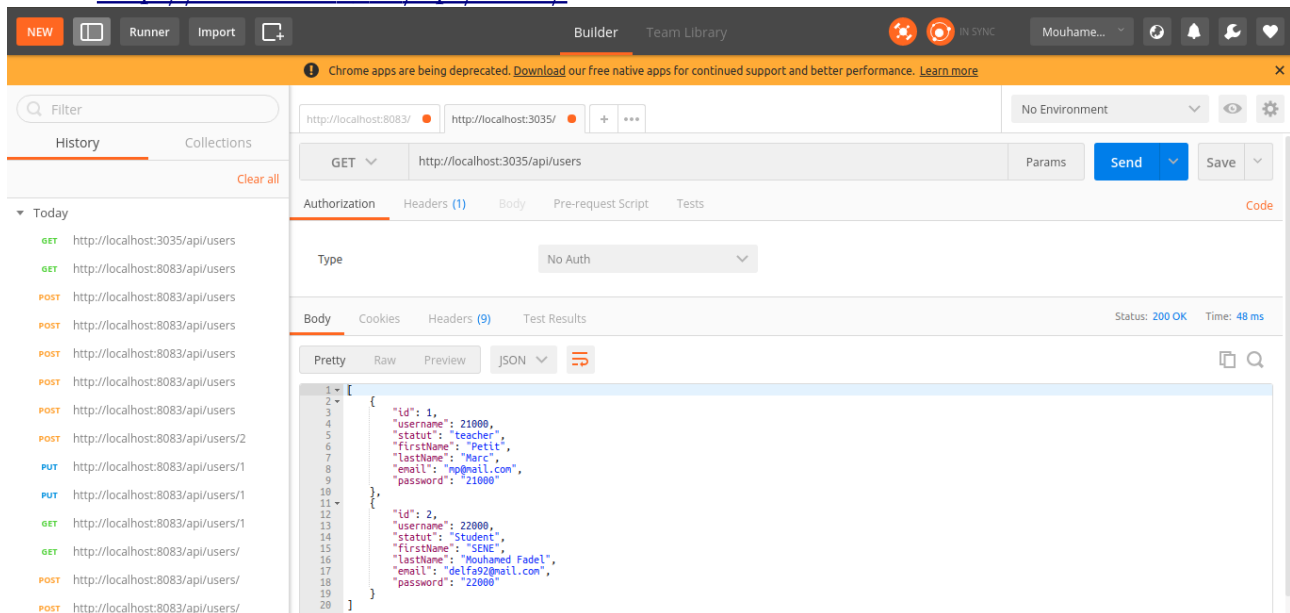 NEW Runner Import Builder Team Library IN SYNC Mouhame...
Chrome apps are being deprecated. Download our free native apps for continued support and better performance. Learn more
Filter
History Collections
Clear all
Today
GET http://localhost:3035/api/users
GET http://localhost:8083/api/users
POST http://localhost:8083/api/users
POST http://localhost:8083/api/users
POST http://localhost:8083/api/users
POST http://localhost:8083/api/users
POST http://localhost:8083/api/users
POST http://localhost:8083/api/users/2
PUT http://localhost:8083/api/users/1
PUT http://localhost:8083/api/users/1
GET http://localhost:8083/api/users/1
GET http://localhost:8083/api/users/
POST http://localhost:8083/api/users/
POST http://localhost:8083/api/users/
http://localhost:8083/ http://localhost:3035/ + ••• No Environment
GET http://localhost:3035/api/users Params Send Save
Authorization Headers (1) Body Pre-request Script Tests Code
Type No Auth
Body Cookies Headers (9) Test Results Status: 200 OK Time: 48 ms
Pretty Raw Preview JSON
1 [
2 {
3 "id": 1,
4 "username": 21000,
5 "statut": "teacher",
6 "firstName": "Petit",
7 "lastName": "Marc",
8 "email": "mp@mail.com",
9 "password": "21000"
10 },
11 {
12 "id": 2,
13 "username": 22000,
14 "statut": "Student",
15 "firstName": "SENE",
16 "lastName": "Mouhamed Fadel",
17 "email": "delfa92@mail.com",
18 "password": "22000"
19 }
20 ]